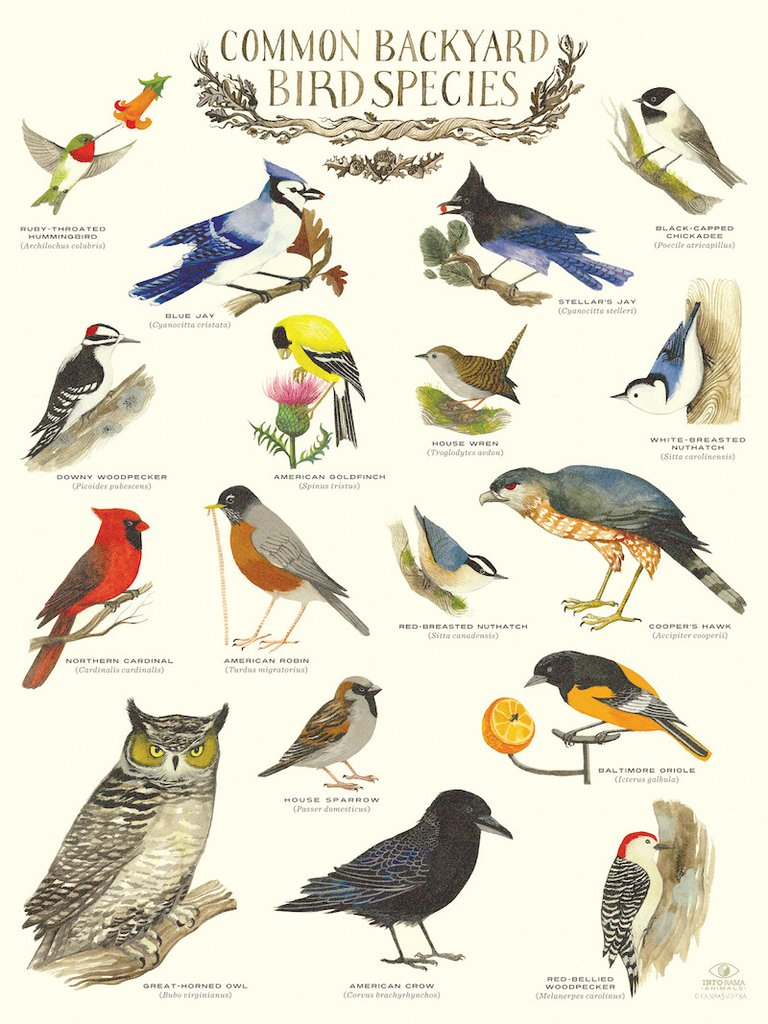 COMMON BACKYARD
BIRD SPECIES
RUBY-THROATED
HUMMINGBIRD
(Archilochus colubris)
BLACK-CAPPED
CHICKADEE
(Poecile atricapillus)
BLUE JAY
(Cyanocitta cristata)
STELLAR'S JAY
(Cyanocitta stelleri)
DOWNY WOODPECKER
(Picoides pubescens)
AMERICAN GOLDFINCH
(Spinus tristus)
HOUSE WREN
(Troglodytes aedon)
WHITE-BREASTED
NUTHATCH
(Sitta carolinensis)
NORTHERN CARDINAL
(Cardinalis cardinalis)
AMERICAN ROBIN
(Turdus migratorius)
RED-BREASTED NUTHATCH
(Sitta canadensis)
COOPER'S HAWK
(Accipiter cooperii)
HOUSE SPARROW
(Passer domesticus)
BALTIMORE ORIOLE
(Icterus galbula)
GREAT-HORNED OWL
(Bubo virginianus)
AMERICAN CROW
(Corvus brachyrhynchos)
RED-BELLIED
WOODPECKER
(Melanerpes carolinus)
INFO-RAMA
·ANIMALS·